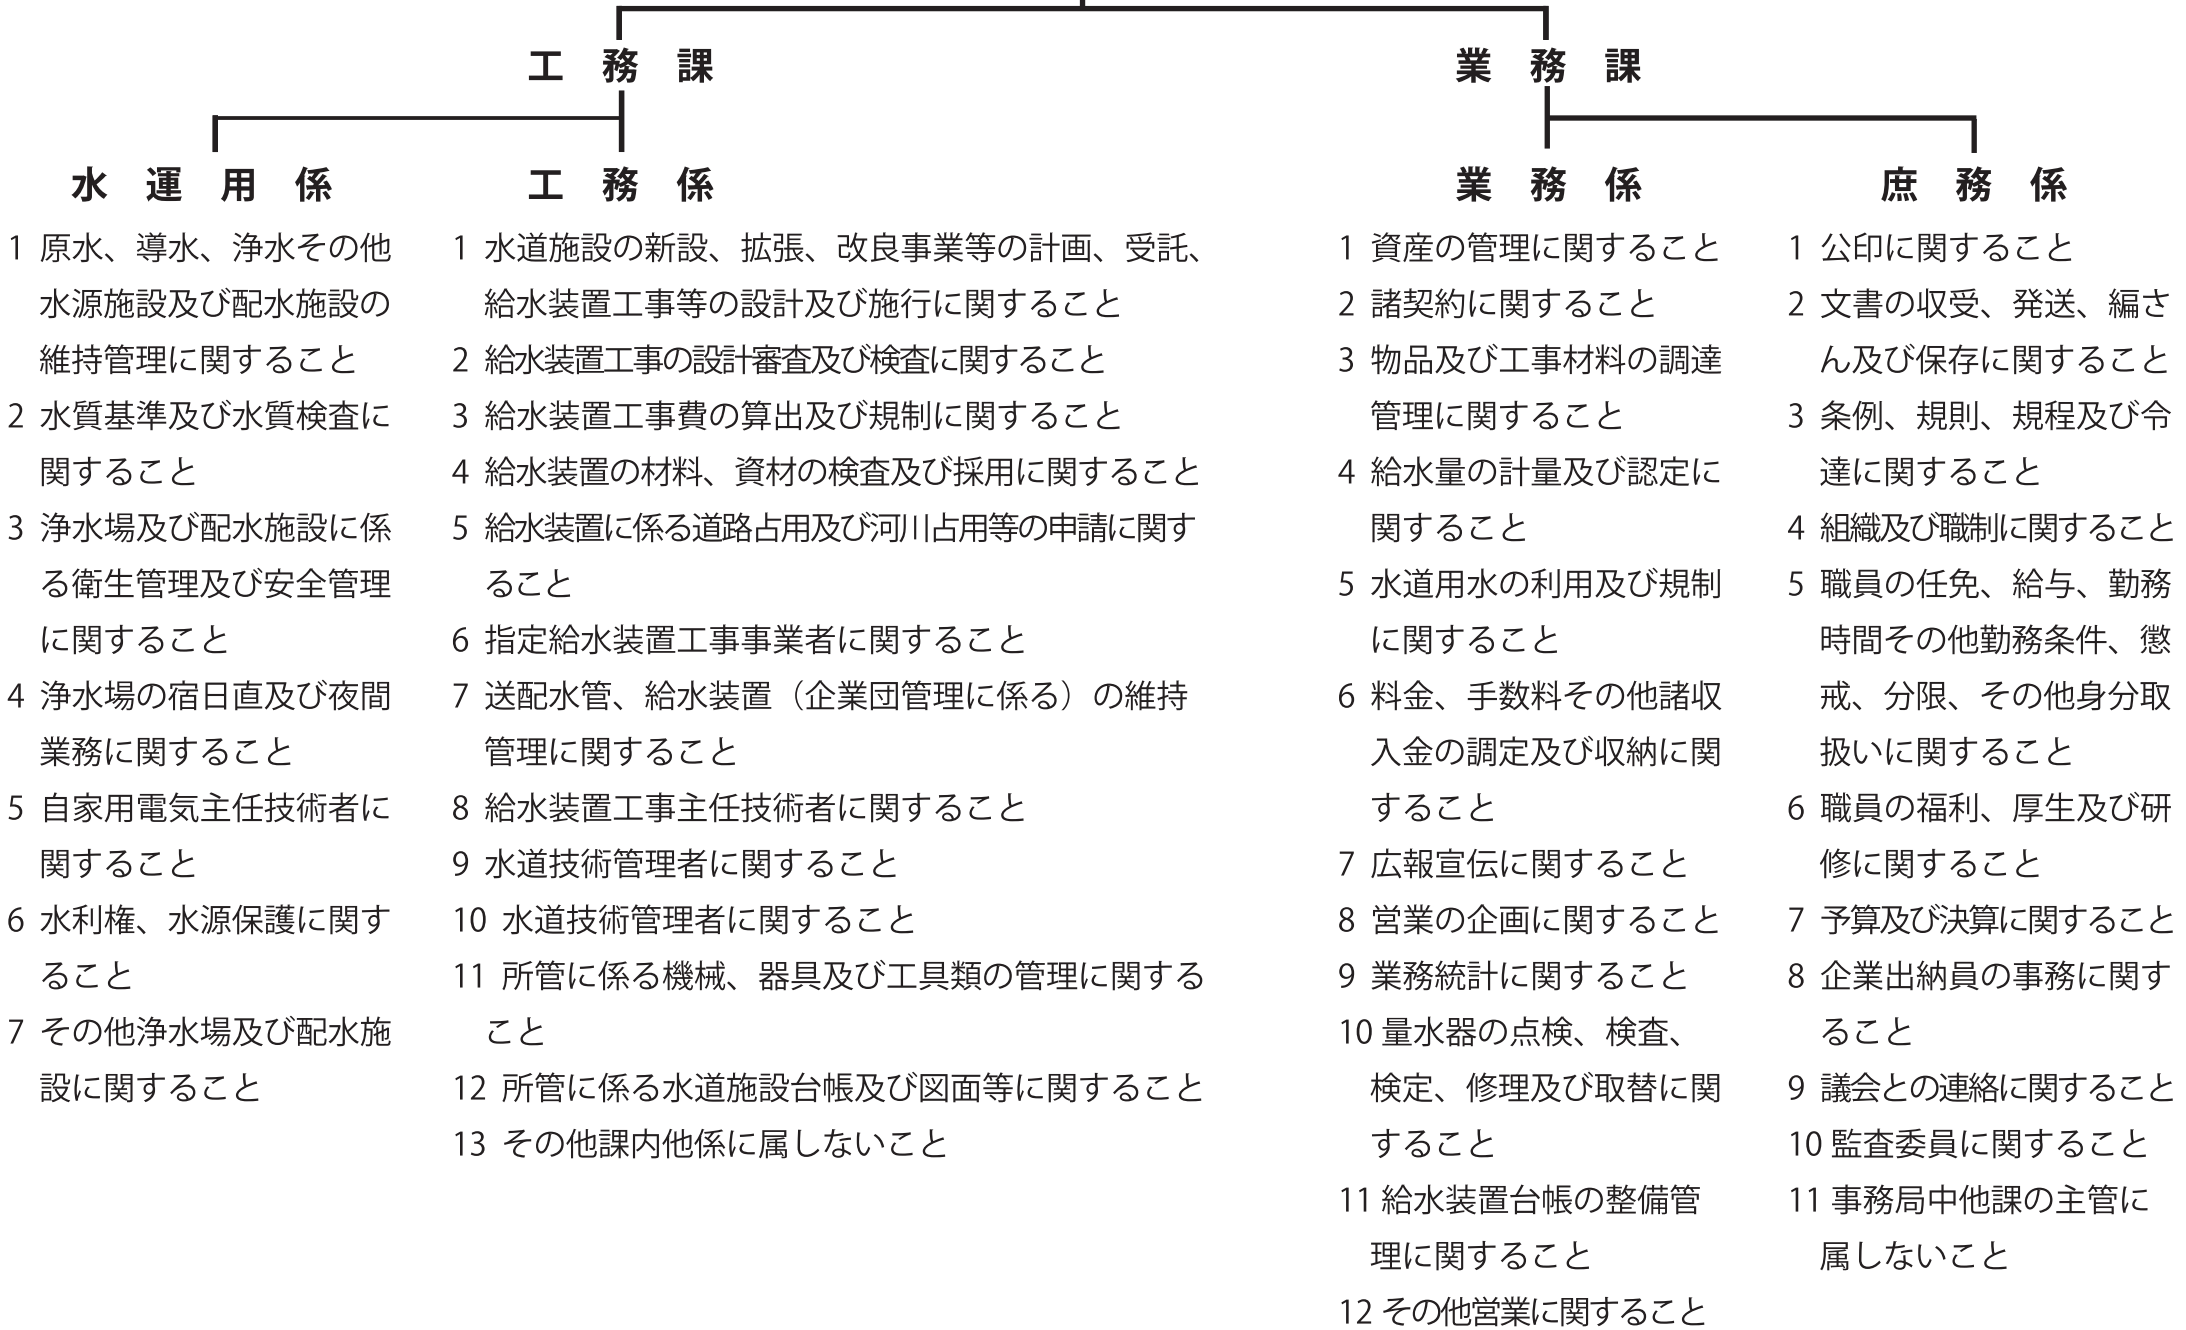 工務課
業務課
水運用係
1 原水、導水、浄水その他
水源施設及び配水施設の
維持管理に関すること
2 水質基準及び水質検査に
関すること
3 浄水場及び配水施設に係
る衛生管理及び安全管理
に関すること
4 浄水場の宿日直及び夜間
業務に関すること
5 自家用電気主任技術者に
関すること
6 水利権、水源保護に関す
ること
7 その他浄水場及び配水施
設に関すること
工務係
1 水道施設の新設、拡張、改良事業等の計画、受託、
給水装置工事等の設計及び施行に関すること
2 給水装置工事の設計審査及び検査に関すること
3 給水装置工事費の算出及び規制に関すること
4 給水装置の材料、資材の検査及び採用に関すること
5 給水装置に係る道路占用及び河川占用等の申請に関す
ること
6 指定給水装置工事事業者に関すること
7 送配水管、給水装置（企業団管理に係る）の維持
管理に関すること
8 給水装置工事主任技術者に関すること
9 水道技術管理者に関すること
10 水道技術管理者に関すること
11 所管に係る機械、器具及び工具類の管理に関する
こと
12 所管に係る水道施設台帳及び図面等に関すること
13 その他課内他係に属しないこと
業務係
1 資産の管理に関すること
2 諸契約に関すること
3 物品及び工事材料の調達
管理に関すること
4 給水量の計量及び認定に
関すること
5 水道用水の利用及び規制
に関すること
6 料金、手数料その他諸収
入金の調定及び収納に関
すること
7 広報宣伝に関すること
8 営業の企画に関すること
9 業務統計に関すること
10 量水器の点検、検査、
検定、修理及び取替に関
すること
11 給水装置台帳の整備管
理に関すること
12 その他営業に関すること
庶務係
1 公印に関すること
2 文書の収受、発送、編さ
ん及び保存に関すること
3 条例、規則、規程及び令
達に関すること
4 組織及び職制に関すること
5 職員の任免、給与、勤務
時間その他勤務条件、懲
戒、分限、その他身分取
扱いに関すること
6 職員の福利、厚生及び研
修に関すること
7 予算及び決算に関すること
8 企業出納員の事務に関す
ること
9 議会との連絡に関すること
10 監査委員に関すること
11 事務局中他課の主管に
属しないこと